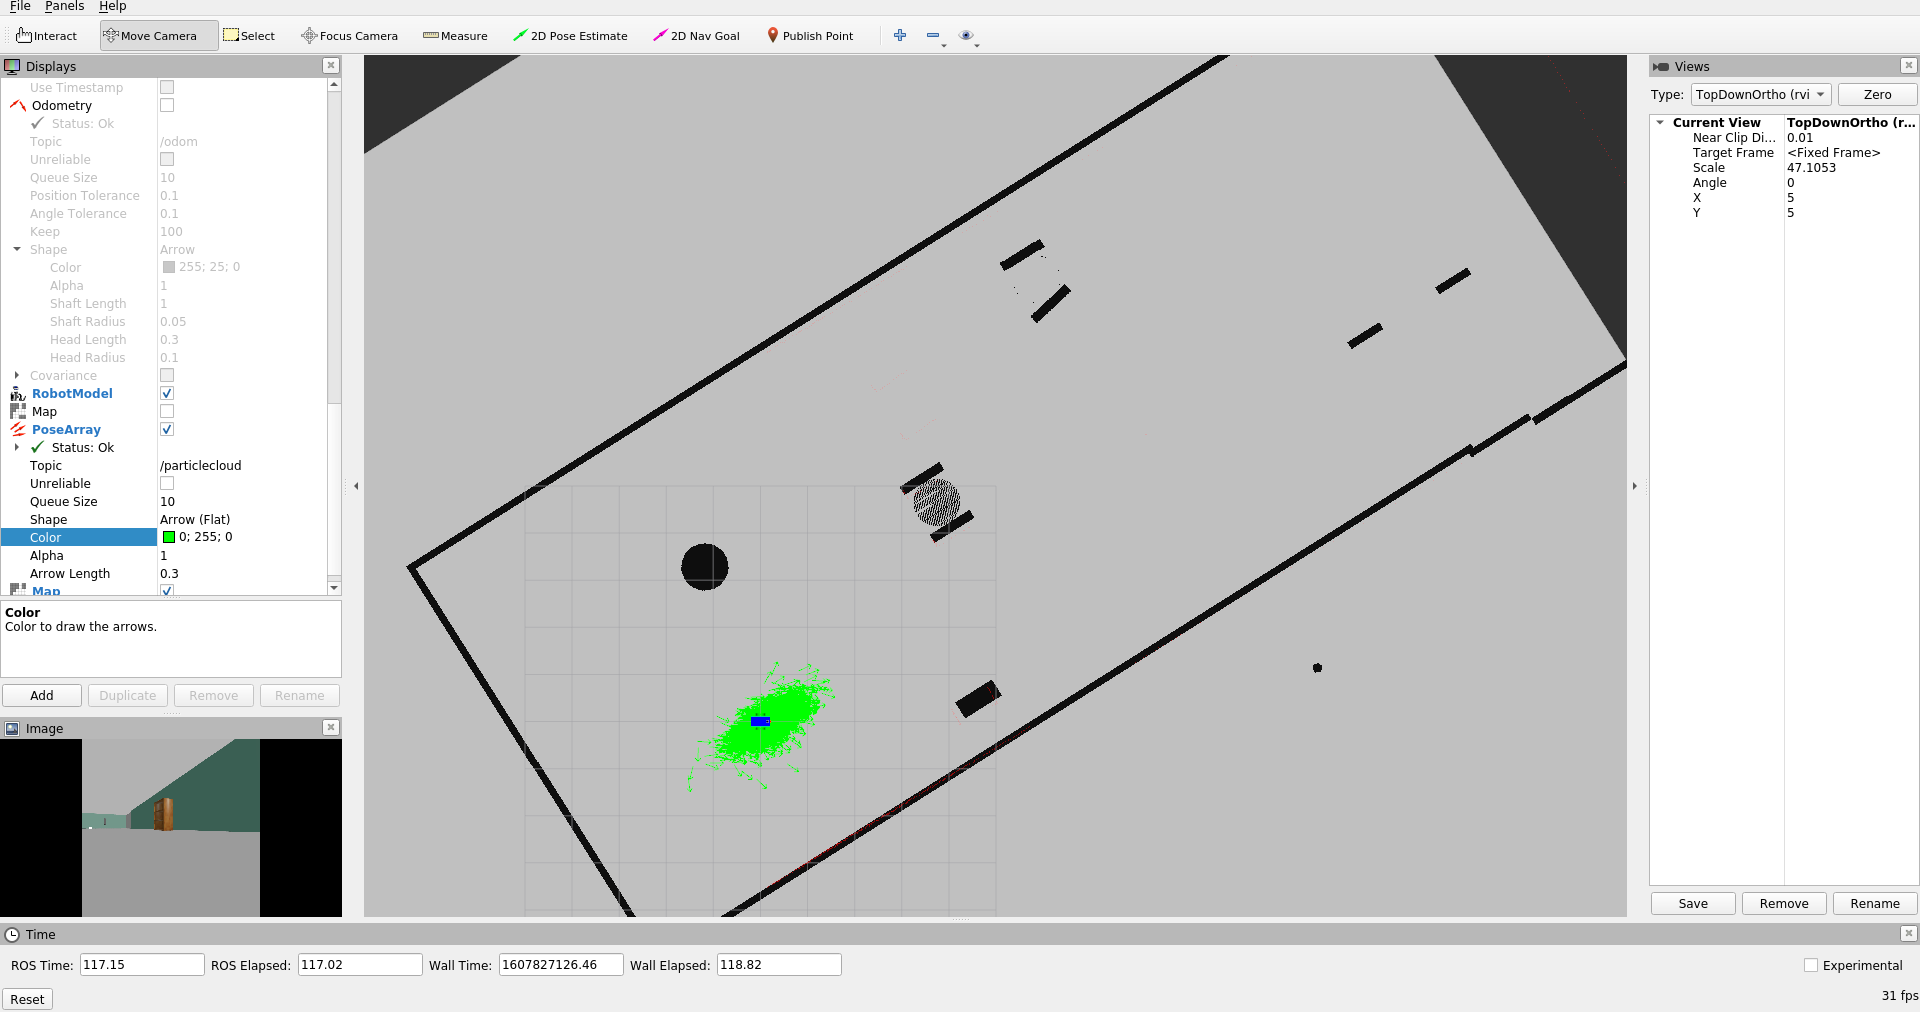 File Panels Help
Interact Move Camera Select Focus Camera Measure 2D Pose Estimate 2D Nav Goal Publish Point
Displays
Use Timestamp
Odometry
Status: Ok
Topic /odom
Unreliable
Queue Size 10
Position Tolerance 0.1
Angle Tolerance 0.1
Keep 100
Shape Arrow
Color 255; 25; 0
Alpha 1
Shaft Length 1
Shaft Radius 0.05
Head Length 0.3
Head Radius 0.1
Covariance
RobotModel
Map
PoseArray
Status: Ok
Topic /particlecloud
Unreliable
Queue Size 10
Shape Arrow (Flat)
Color 0; 255; 0
Alpha 1
Arrow Length 0.3
Map
Color
Color to draw the arrows.
Add Duplicate Remove Rename
Image
Views
Type: TopDownOrtho (rvi Zero
Current View TopDownOrtho (r...
Near Clip Di... 0.01
Target Frame <Fixed Frame>
Scale 47.1053
Angle 0
X 5
Y 5
Save Remove Rename
Time
ROS Time: 117.15 ROS Elapsed: 117.02 Wall Time: 1607827126.46 Wall Elapsed: 118.82 Experimental
Reset 31 fps